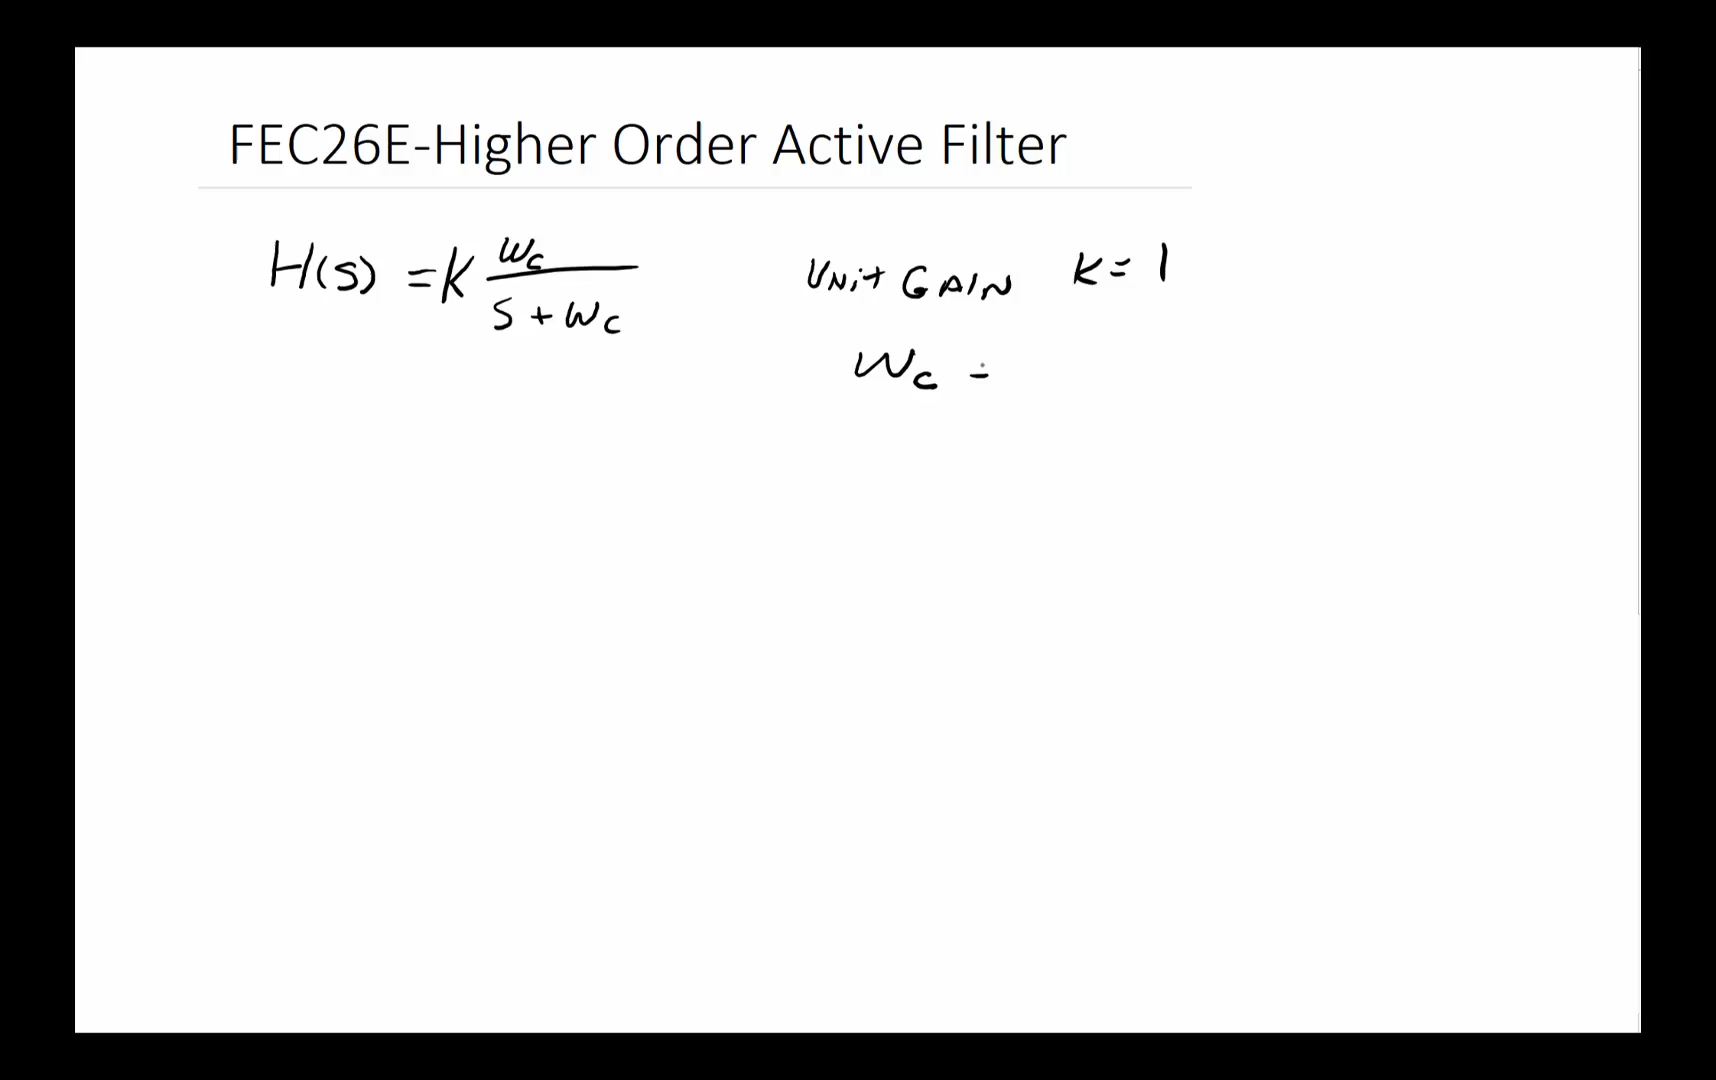 FEC26E-Higher Order Active Filter
H(s) = K wc / (s + wc)
UNit GAIN K = 1
wc =